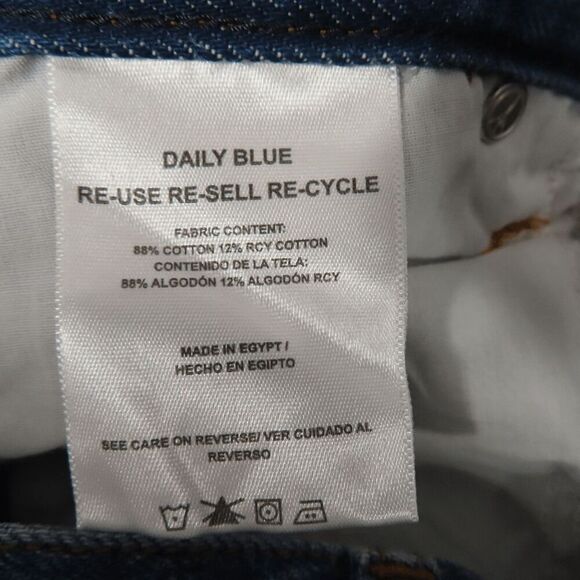 DAILY BLUE
RE-USE RE-SELL RE-CYCLE
FABRIC CONTENT:
88% COTTON 12% RCY COTTON
CONTENIDO DE LA TELA:
88% ALGODÓN 12% ALGODÓN RCY
MADE IN EGYPT /
HECHO EN EGIPTO
SEE CARE ON REVERSE/ VER CUIDADO AL
REVERSO